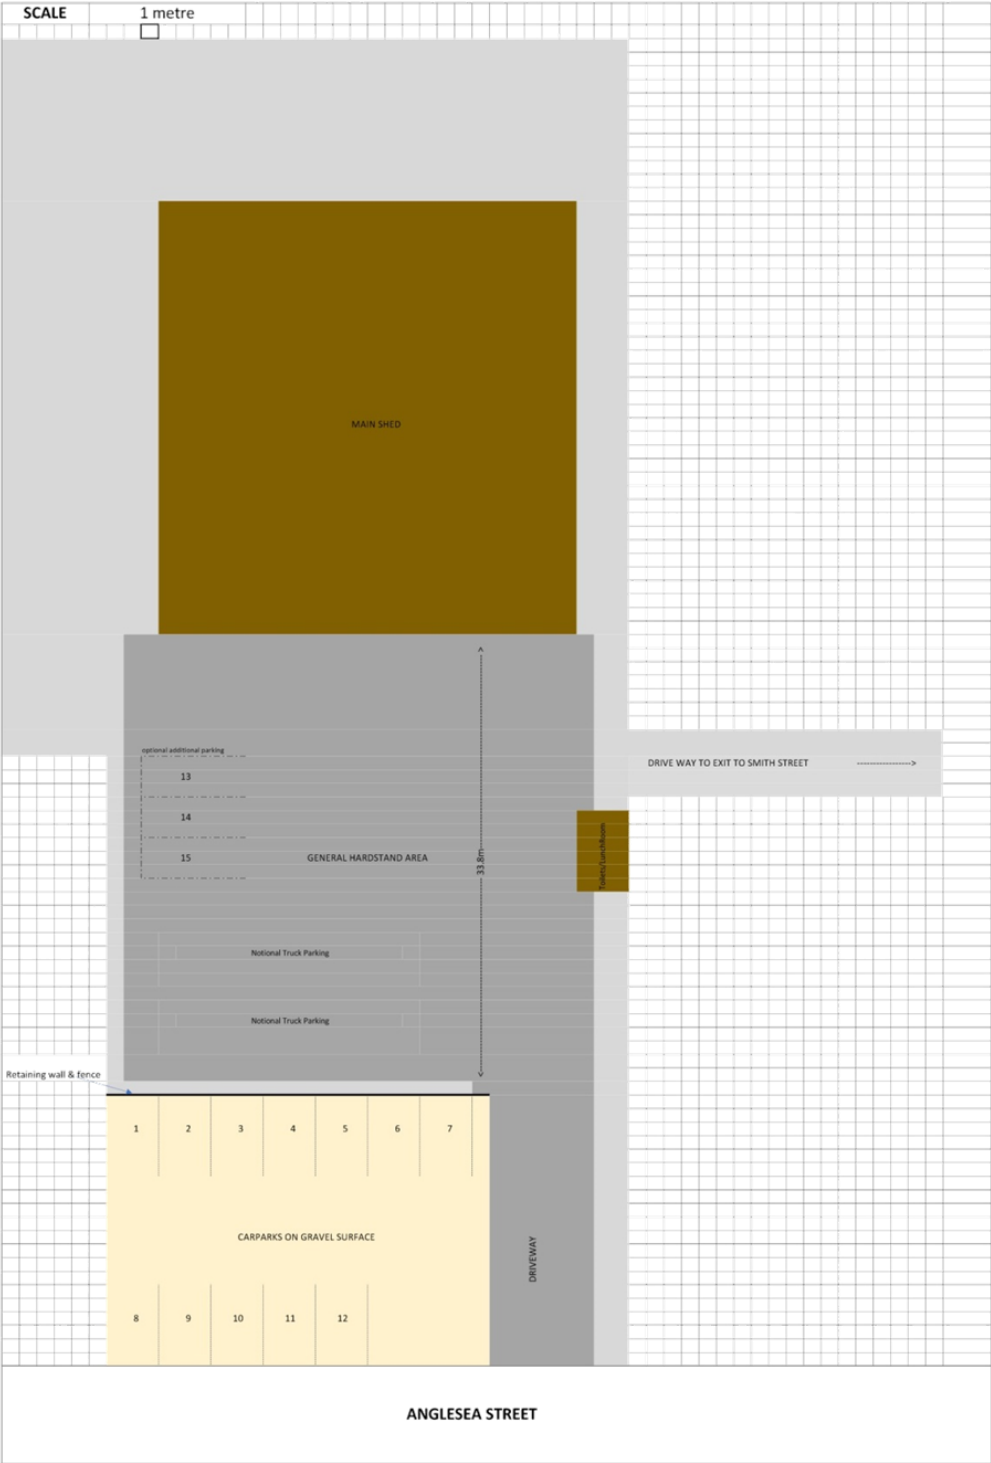 SCALE
1 metre
MAIN SHED
optional additional parking
13
14
15
GENERAL HARDSTAND AREA
33.8m
DRIVE WAY TO EXIT TO SMITH STREET
Toilets/Lunchroom
Notional Truck Parking
Notional Truck Parking
Retaining wall & fence
1 2 3 4 5 6 7
CARPARKS ON GRAVEL SURFACE
DRIVEWAY
8 9 10 11 12
ANGLESEA STREET